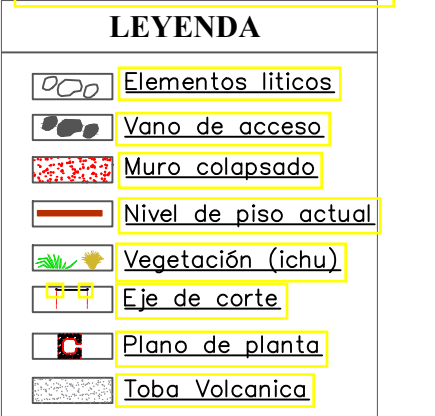 LEYENDA
Elementos liticos
Vano de acceso
Muro colapsado
Nivel de piso actual
Vegetación (ichu)
Eje de corte
Plano de planta
Toba Volcanica